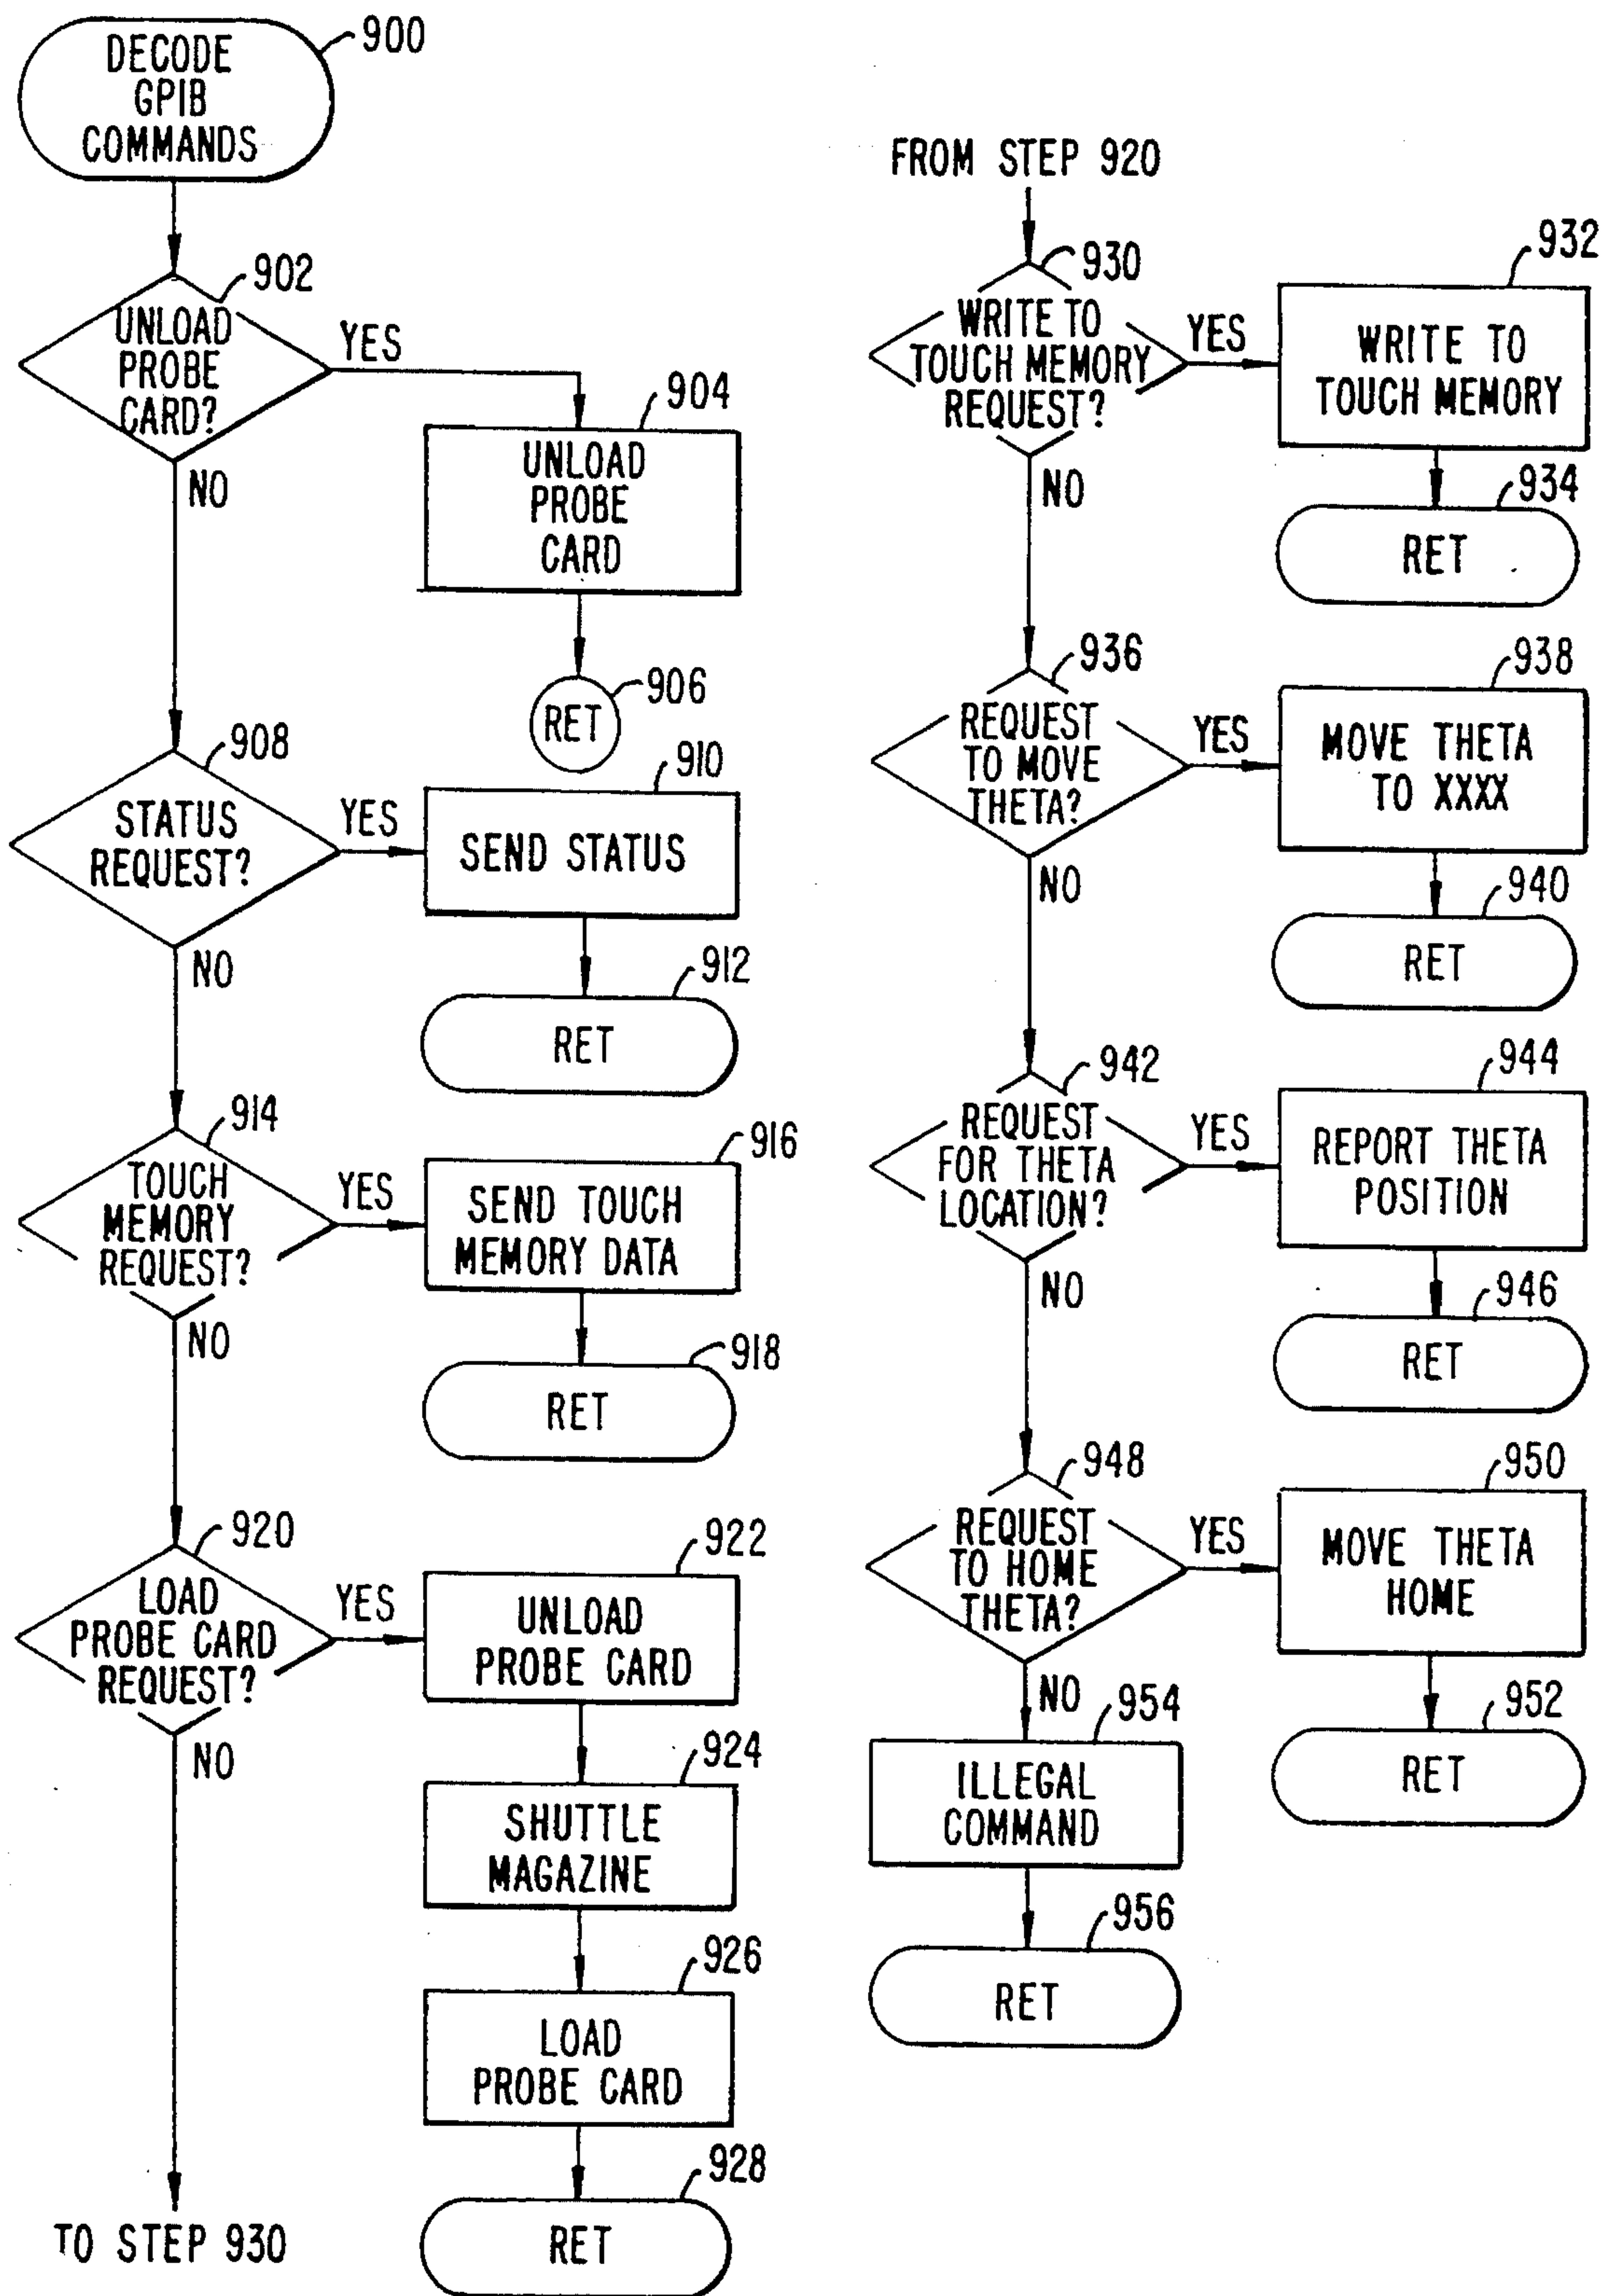 900
DECODE
GPIB
COMMANDS
902
UNLOAD
PROBE
CARD?
YES
NO
904
UNLOAD
PROBE
CARD
906
RET
908
STATUS
REQUEST?
YES
NO
910
SEND STATUS
912
RET
914
TOUCH
MEMORY
REQUEST?
YES
NO
916
SEND TOUCH
MEMORY DATA
918
RET
920
LOAD
PROBE CARD
REQUEST?
YES
NO
922
UNLOAD
PROBE CARD
924
SHUTTLE
MAGAZINE
926
LOAD
PROBE CARD
928
RET
TO STEP 930
FROM STEP 920
930
WRITE TO
TOUCH MEMORY
REQUEST?
YES
NO
932
WRITE TO
TOUCH MEMORY
934
RET
936
REQUEST
TO MOVE
THETA?
YES
NO
938
MOVE THETA
TO XXXX
940
RET
942
REQUEST
FOR THETA
LOCATION?
YES
NO
944
REPORT THETA
POSITION
946
RET
948
REQUEST
TO HOME
THETA?
YES
NO
950
MOVE THETA
HOME
952
RET
954
ILLEGAL
COMMAND
956
RET